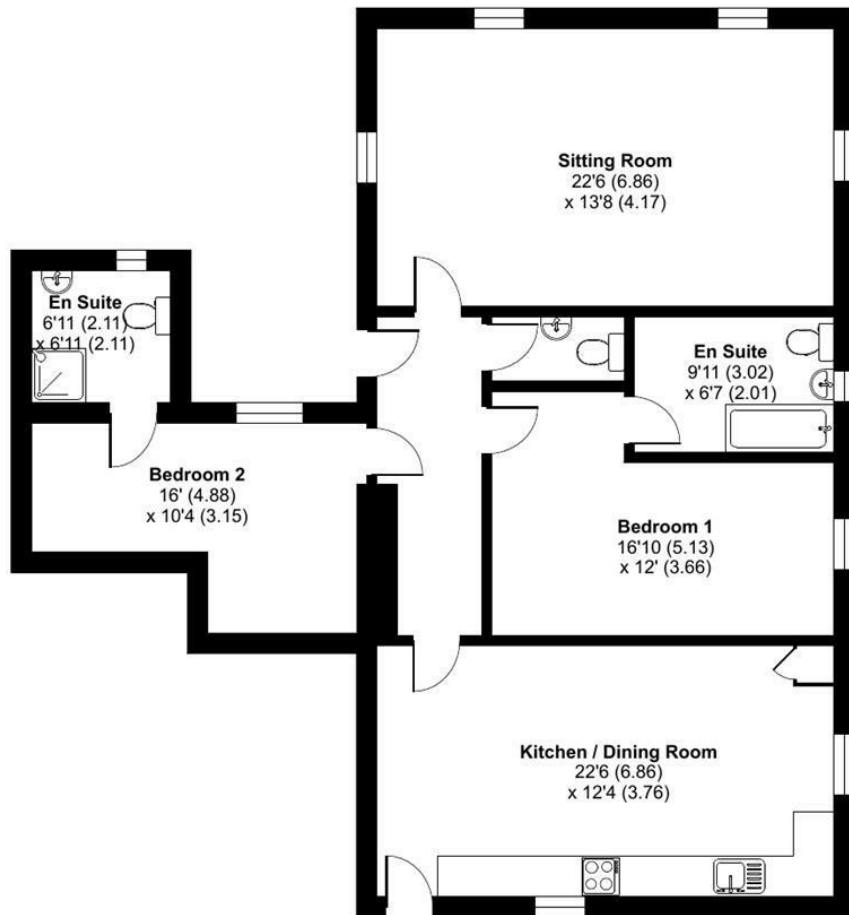 Sitting Room
22'6 (6.86)
x 13'8 (4.17)
En Suite
6'11 (2.11)
x 6'11 (2.11)
En Suite
9'11 (3.02)
x 6'7 (2.01)
Bedroom 2
16' (4.88)
x 10'4 (3.15)
Bedroom 1
16'10 (5.13)
x 12' (3.66)
Kitchen / Dining Room
22'6 (6.86)
x 12'4 (3.76)